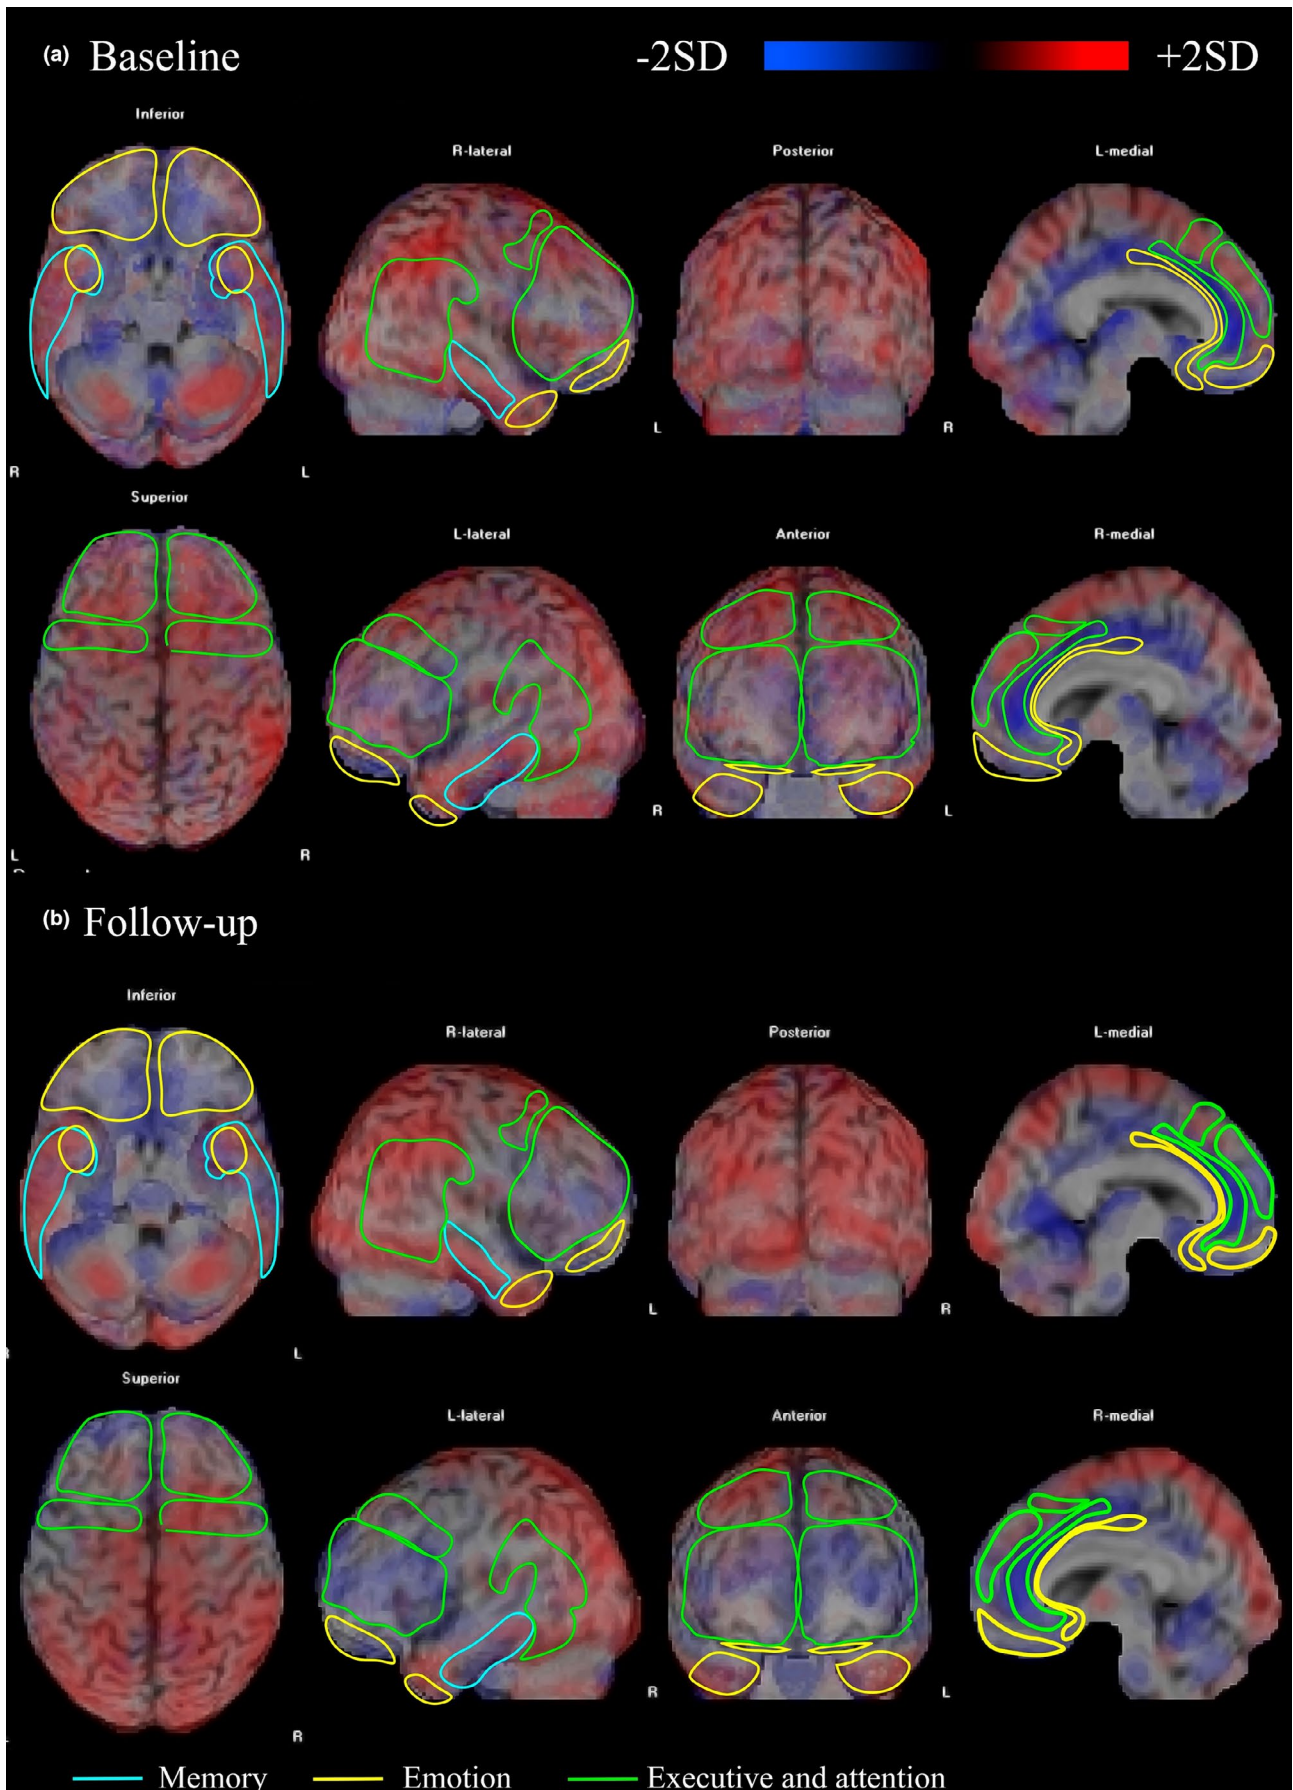 (a) Baseline
-2SD +2SD
Inferior
R-lateral
Posterior
L-medial
R L L R
Superior
L-lateral
Anterior
R-medial
L R R L
(b) Follow-up
Inferior
R-lateral
Posterior
L-medial
L L R
Superior
L-lateral
Anterior
R-medial
R R L
Memory Emotion Executive and attention